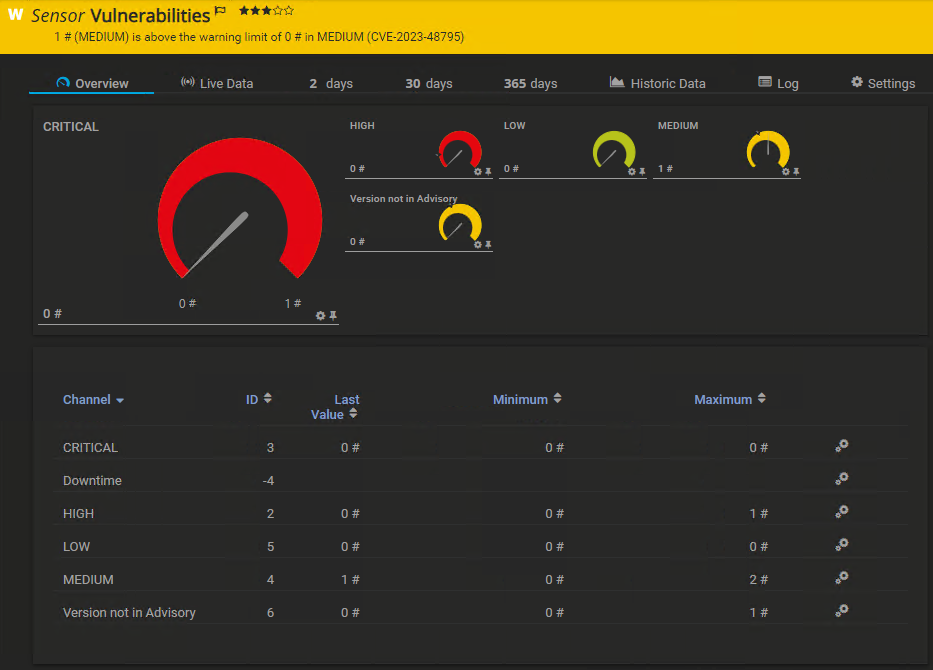 W Sensor Vulnerabilities
1 # (MEDIUM) is above the warning limit of 0 # in MEDIUM (CVE-2023-48795)
Overview Live Data 2 days 30 days 365 days Historic Data Log Settings
CRITICAL
0 # 1 #
0 #
HIGH
0 #
LOW
0 #
MEDIUM
1 #
Version not in Advisory
0 #
Channel ID Last Value Minimum Maximum
CRITICAL 3 0 # 0 # 0 #
Downtime -4
HIGH 2 0 # 0 # 1 #
LOW 5 0 # 0 # 0 #
MEDIUM 4 1 # 0 # 2 #
Version not in Advisory 6 0 # 0 # 1 #